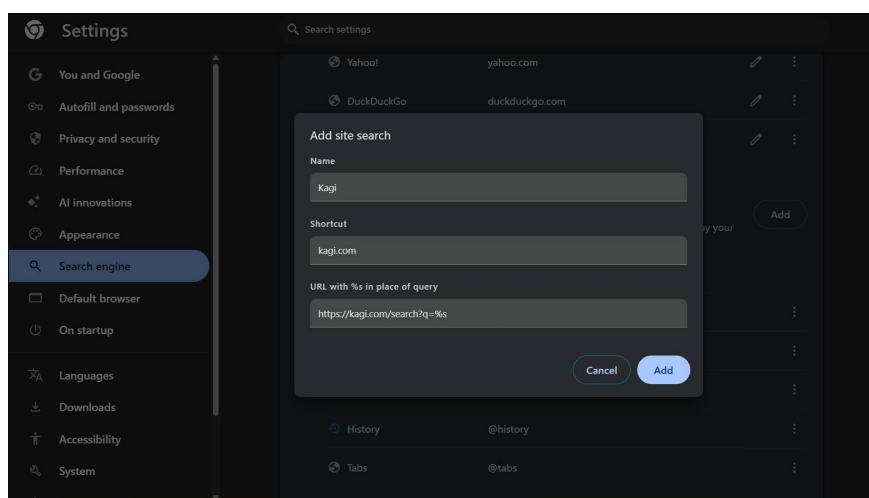 Settings
Search settings
You and Google
Autofill and passwords
Privacy and security
Performance
AI innovations
Appearance
Search engine
Default browser
On startup
Languages
Downloads
Accessibility
System
Yahoo! yahoo.com
DuckDuckGo duckduckgo.com
Add site search
Name
Kagi
Shortcut
kagi.com
URL with %s in place of query
https://kagi.com/search?q=%s
Cancel Add
by your
Add
History @history
Tabs @tabs